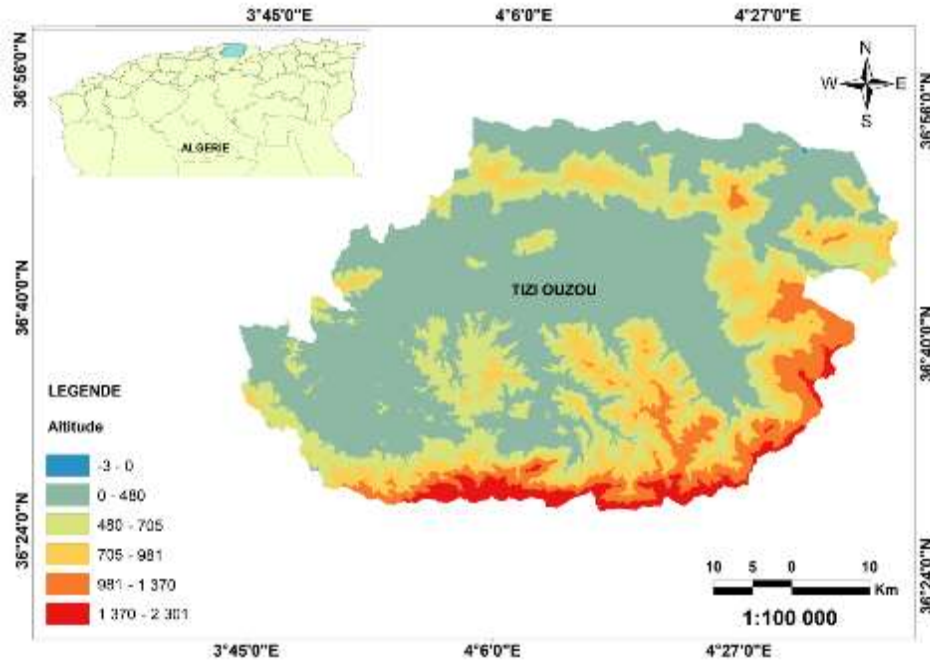 3°45'0"E 4°6'0"E 4°27'0"E
36°56'0"N
36°56'0"N
N
W E
S
ALGERIE
TIZI OUZOU
36°40'0"N
36°40'0"N
LEGENDE
Altitude
-3 - 0
0 - 480
480 - 705
705 - 981
981 - 1 370
1 370 - 2 301
36°24'0"N
36°24'0"N
10 5 0 10
Km
1:100 000
3°45'0"E 4°6'0"E 4°27'0"E